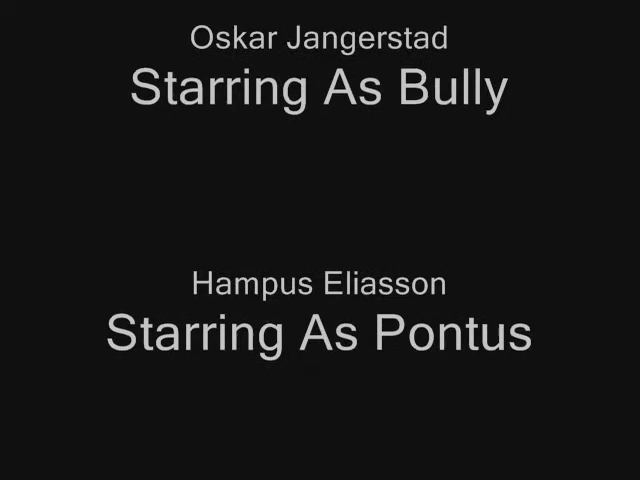 Oskar Jangerstad
Starring As Bully
Hampus Eliasson
Starring As Pontus